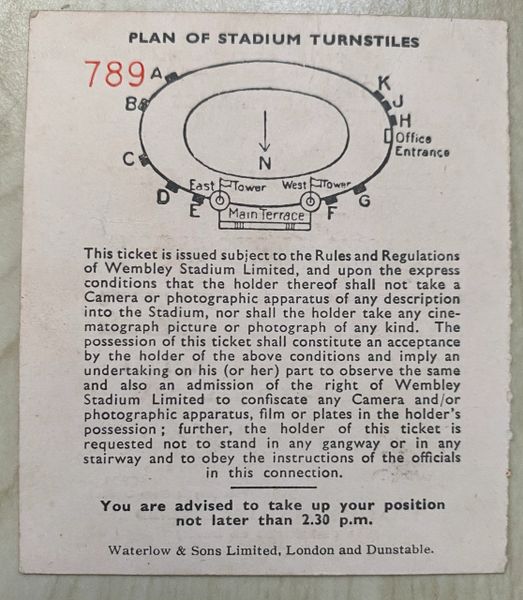 PLAN OF STADIUM TURNSTILES
789
A
B
C
D
E
F
G
H
J
K
Office
Entrance
N
East Tower
West Tower
Main Terrace
This ticket is issued subject to the Rules and Regulations
of Wembley Stadium Limited, and upon the express
conditions that the holder thereof shall not take a
Camera or photographic apparatus of any description
into the Stadium, nor shall the holder take any cine-
matograph picture or photograph of any kind. The
possession of this ticket shall constitute an acceptance
by the holder of the above conditions and imply an
undertaking on his (or her) part to observe the same
and also an admission of the right of Wembley
Stadium Limited to confiscate any Camera and/or
photographic apparatus, film or plates in the holder's
possession; further, the holder of this ticket is
requested not to stand in any gangway or in any
stairway and to obey the instructions of the officials
in this connection.
You are advised to take up your position
not later than 2.30 p.m.
Waterlow & Sons Limited, London and Dunstable.